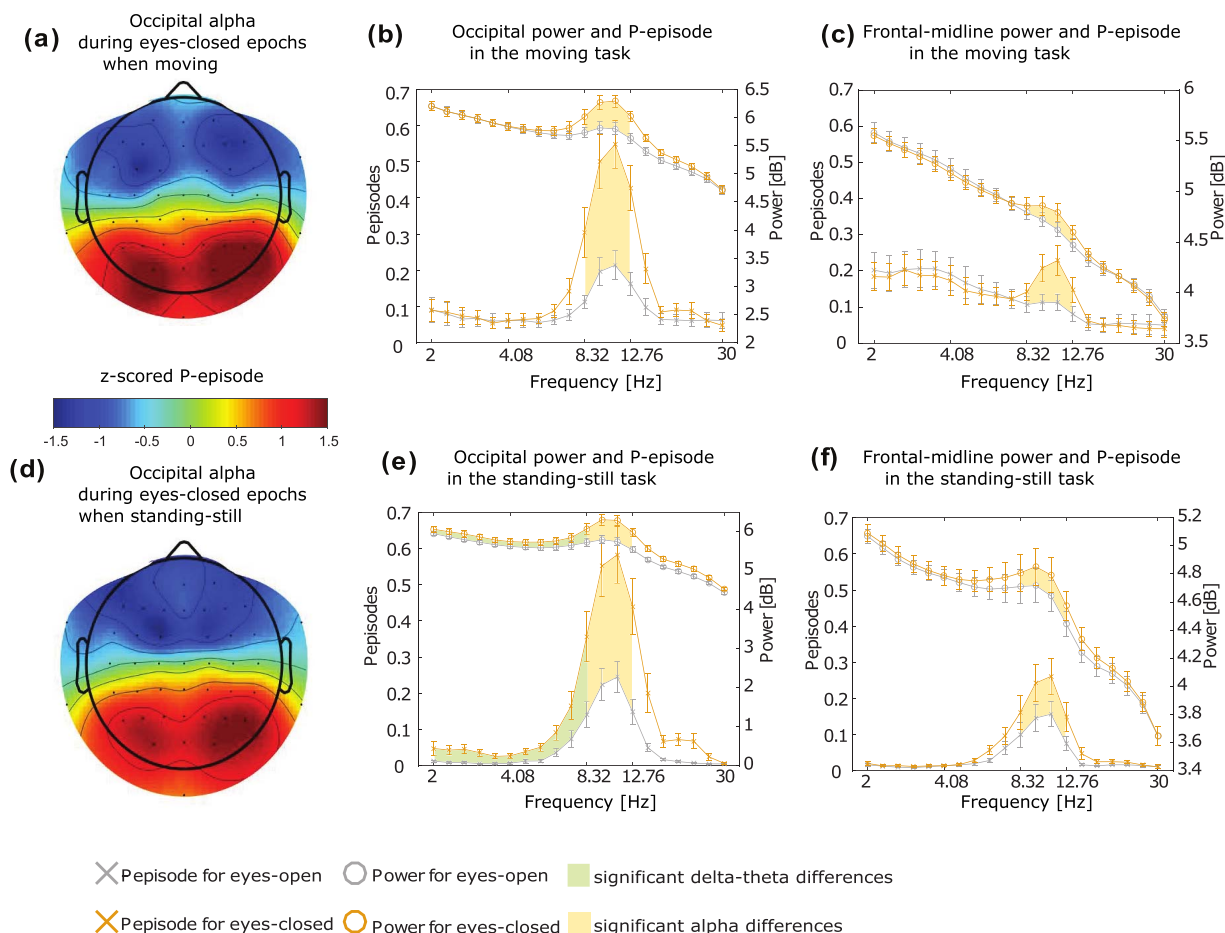 (a)
Occipital alpha
during eyes-closed epochs
when moving
z-scored P-episode
-1.5 -1 -0.5 0 0.5 1 1.5
(b)
Occipital power and P-episode
in the moving task
0.7
0.6
0.5
0.4
0.3
0.2
0.1
0
Pepisodes
6.5
6
5.5
5
4.5
4
3.5
3
2.5
2
Power [dB]
2 4.08 8.32 12.76 30
Frequency [Hz]
(c)
Frontal-midline power and P-episode
in the moving task
0.7
0.6
0.5
0.4
0.3
0.2
0.1
0
Pepisodes
6
5.5
5
4.5
4
3.5
Power [dB]
2 4.08 8.32 12.76 30
Frequency [Hz]
(d)
Occipital alpha
during eyes-closed epochs
when standing-still
(e)
Occipital power and P-episode
in the standing-still task
0.7
0.6
0.5
0.4
0.3
0.2
0.1
0
Pepisodes
6
5
4
3
2
1
0
Power [dB]
2 4.08 8.32 12.76 30
Frequency [Hz]
(f)
Frontal-midline power and P-episode
in the standing-still task
0.7
0.6
0.5
0.4
0.3
0.2
0.1
0
Pepisodes
5.2
5
4.8
4.6
4.4
4.2
4
3.8
3.6
3.4
Power [dB]
2 4.08 8.32 12.76 30
Frequency [Hz]
Pepisode for eyes-open
Power for eyes-open
significant delta-theta differences
Pepisode for eyes-closed
Power for eyes-closed
significant alpha differences